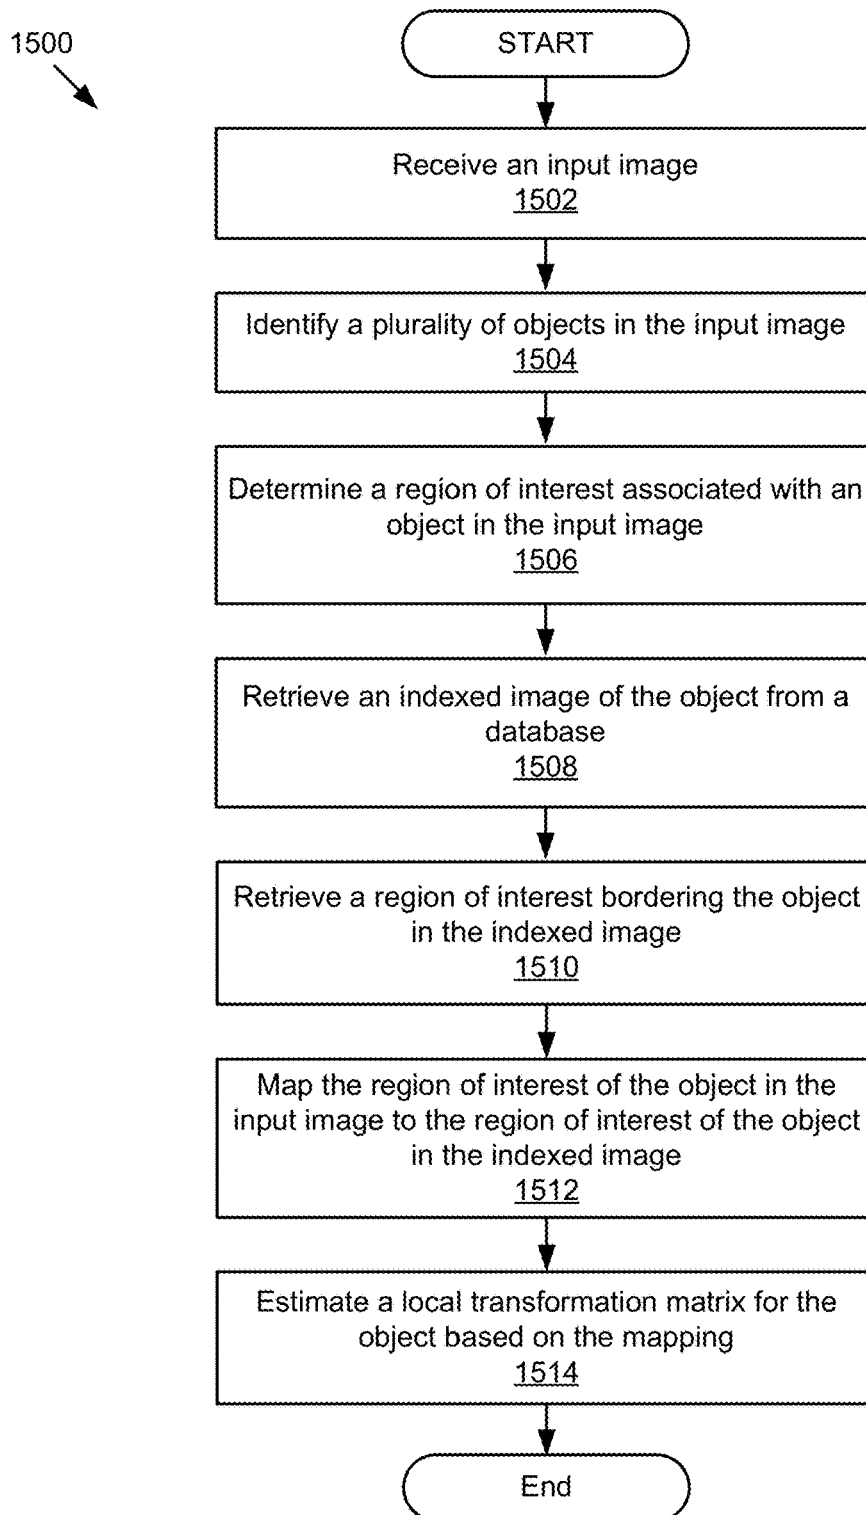 1500
START
Receive an input image
1502
Identify a plurality of objects in the input image
1504
Determine a region of interest associated with an
object in the input image
1506
Retrieve an indexed image of the object from a
database
1508
Retrieve a region of interest bordering the object
in the indexed image
1510
Map the region of interest of the object in the
input image to the region of interest of the object
in the indexed image
1512
Estimate a local transformation matrix for the
object based on the mapping
1514
End